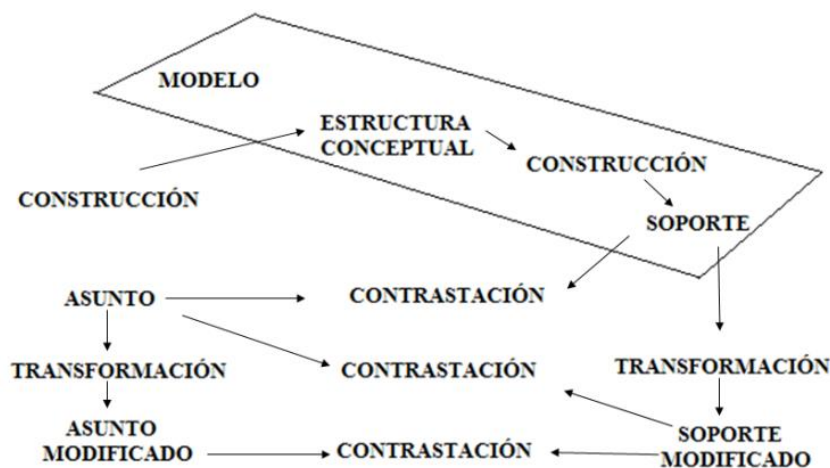 MODELO
ESTRUCTURA
CONCEPTUAL
CONSTRUCCIÓN
CONSTRUCCIÓN
SOPORTE
ASUNTO
CONTRASTACIÓN
TRANSFORMACIÓN
CONTRASTACIÓN
TRANSFORMACIÓN
ASUNTO
MODIFICADO
CONTRASTACIÓN
SOPORTE
MODIFICADO